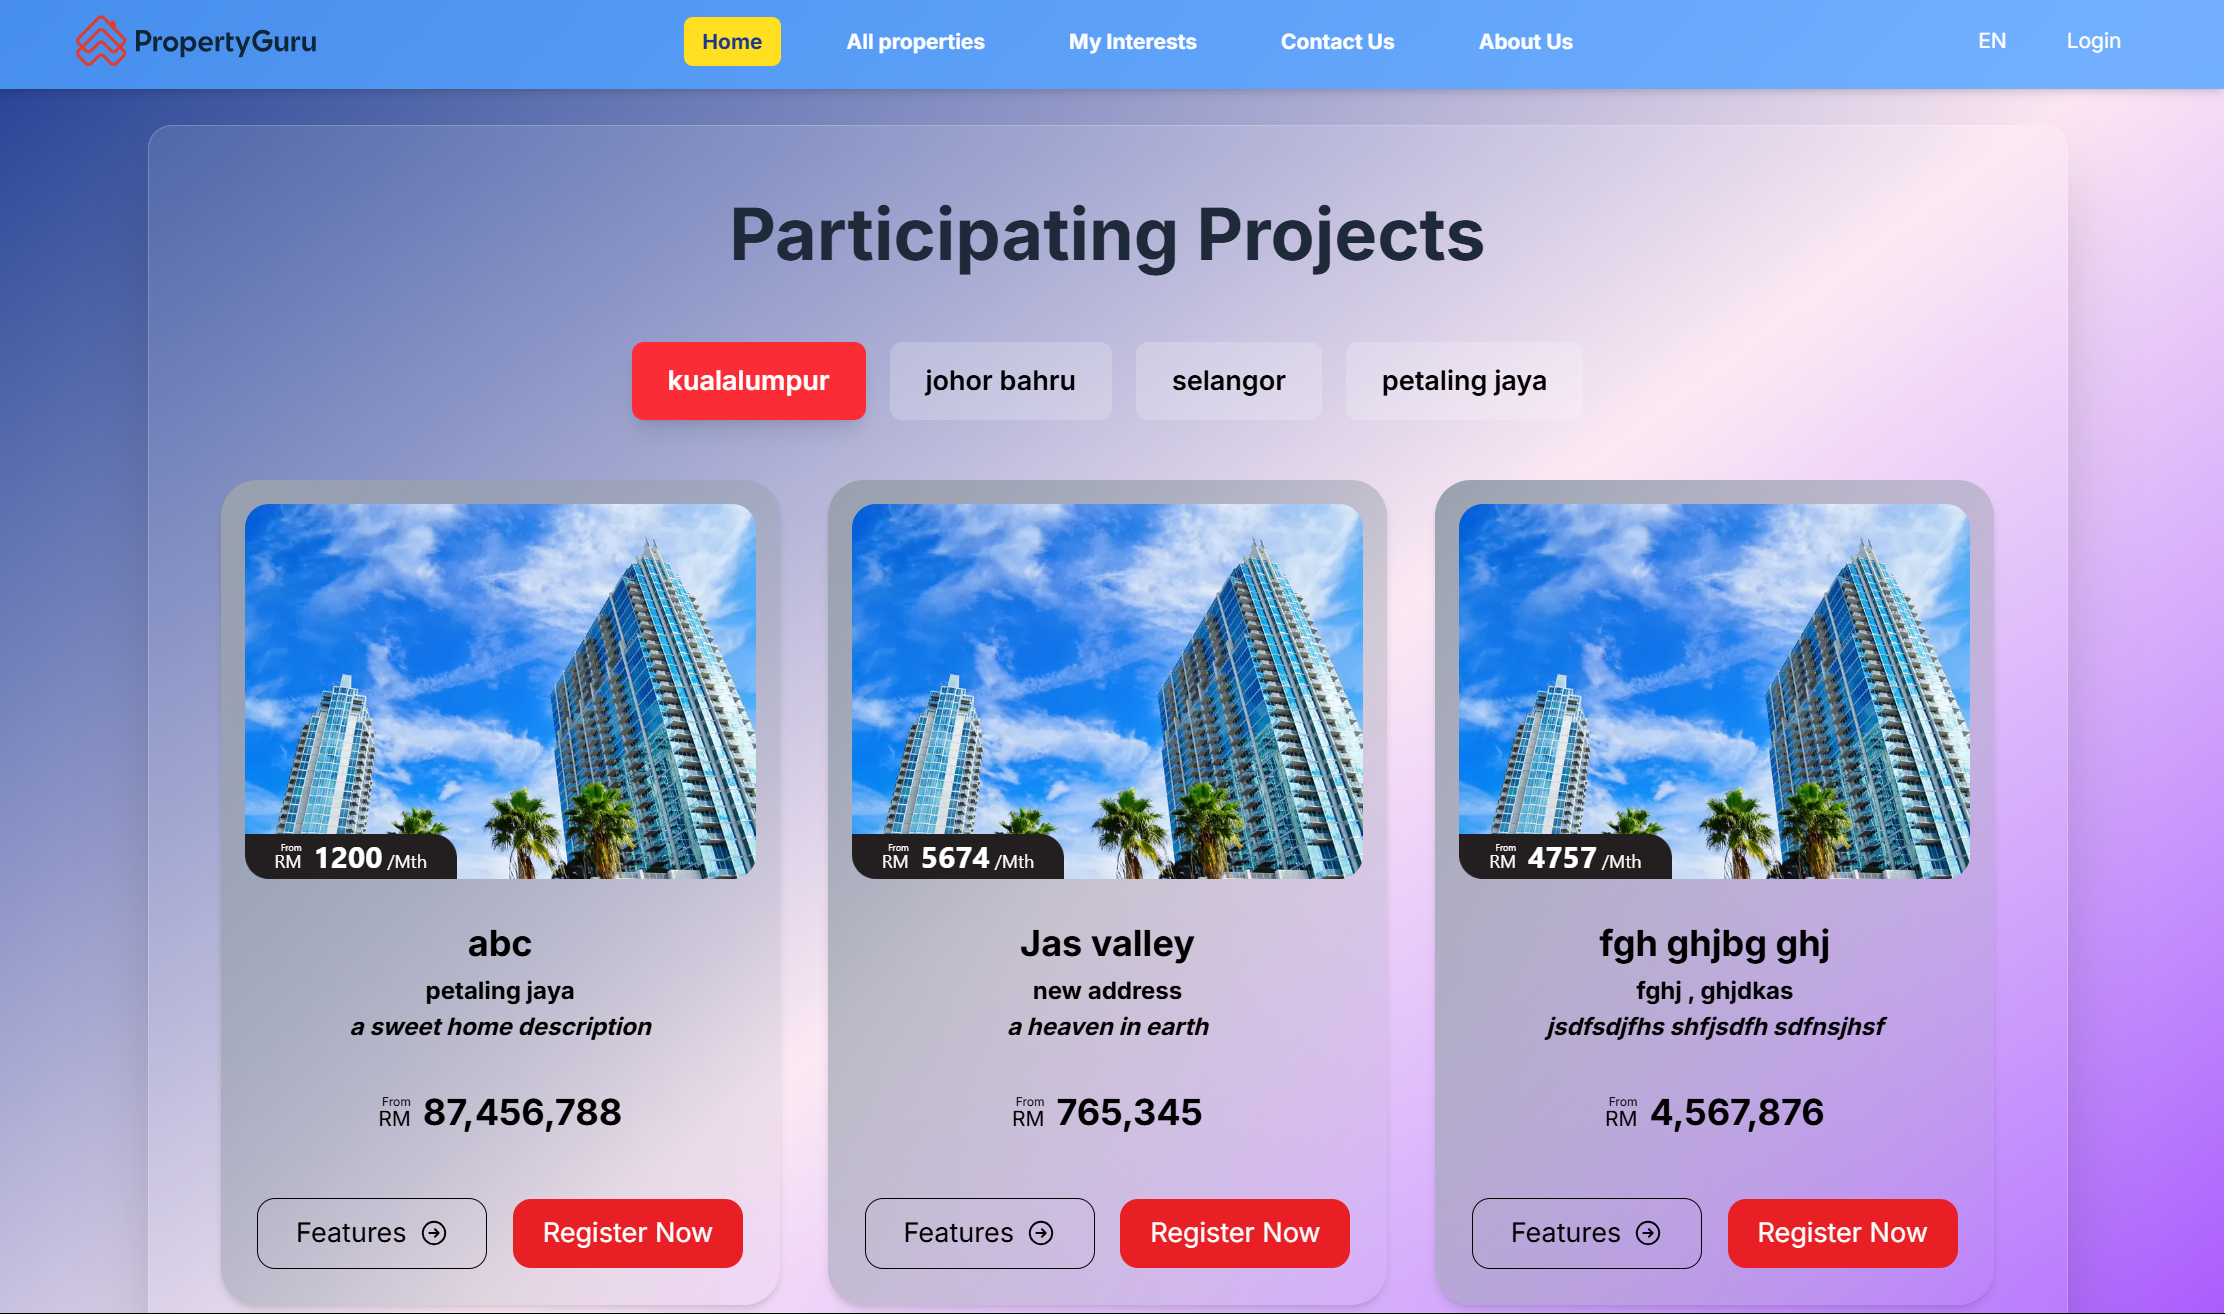 PropertyGuru
Home
All properties
My Interests
Contact Us
About Us
EN
Login
Participating Projects
kualalumpur
johor bahru
selangor
petaling jaya
From
RM 1200 /Mth
abc
petaling jaya
a sweet home description
From
RM 87,456,788
Features
Register Now
From
RM 5674 /Mth
Jas valley
new address
a heaven in earth
From
RM 765,345
Features
Register Now
From
RM 4757 /Mth
fgh ghjbg ghj
fghj , ghjdkas
jsdfsdjfhs shfjsdfh sdfnsjhsf
From
RM 4,567,876
Features
Register Now